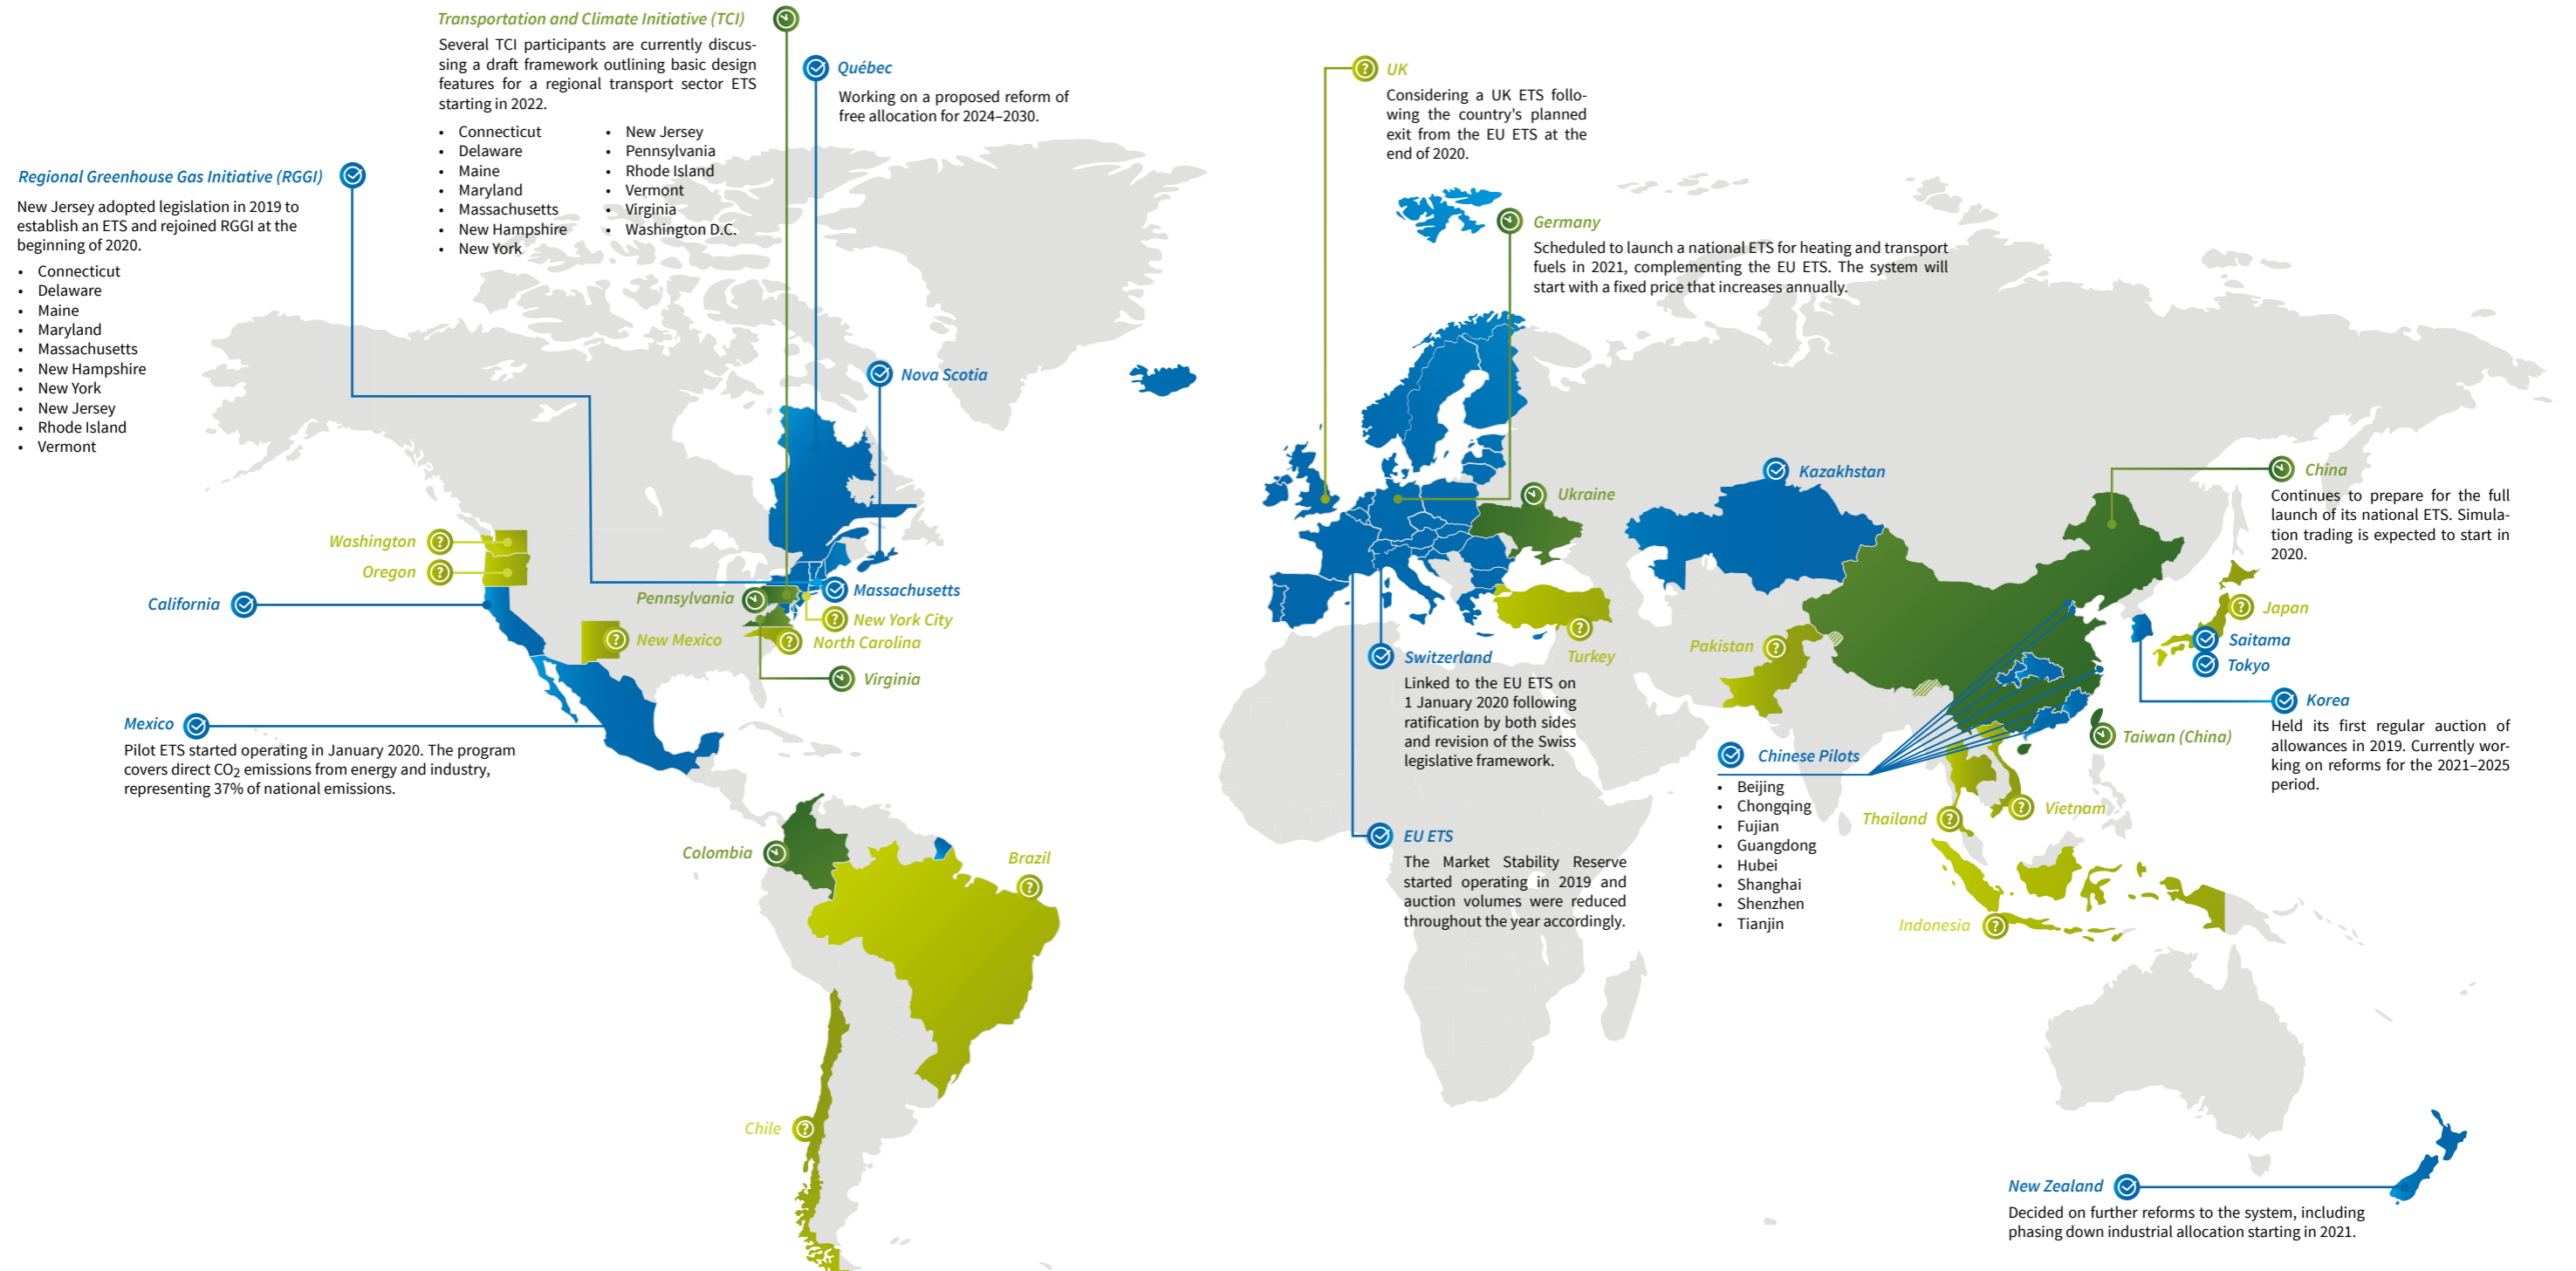 Transportation and Climate Initiative (TCI)
Several TCI participants are currently discus-
sing a draft framework outlining basic design
features for a regional transport sector ETS
starting in 2022.
• Connecticut
• Delaware
• Maine
• Maryland
• Massachusetts
• New Hampshire
• New York
• New Jersey
• Pennsylvania
• Rhode Island
• Vermont
• Virginia
• Washington D.C.
Québec
Working on a proposed reform of
free allocation for 2024–2030.
Regional Greenhouse Gas Initiative (RGGI)
New Jersey adopted legislation in 2019 to
establish an ETS and rejoined RGGI at the
beginning of 2020.
• Connecticut
• Delaware
• Maine
• Maryland
• Massachusetts
• New Hampshire
• New York
• New Jersey
• Rhode Island
• Vermont
Nova Scotia
Washington
Oregon
California
Pennsylvania
Massachusetts
New York City
New Mexico
North Carolina
Virginia
Mexico
Pilot ETS started operating in January 2020. The program
covers direct CO2 emissions from energy and industry,
representing 37% of national emissions.
Colombia
Brazil
Chile
UK
Considering a UK ETS follo-
wing the country's planned
exit from the EU ETS at the
end of 2020.
Germany
Scheduled to launch a national ETS for heating and transport
fuels in 2021, complementing the EU ETS. The system will
start with a fixed price that increases annually.
Ukraine
Kazakhstan
China
Continues to prepare for the full
launch of its national ETS. Simula-
tion trading is expected to start in
2020.
Japan
Saitama
Tokyo
Turkey
Pakistan
Switzerland
Linked to the EU ETS on
1 January 2020 following
ratification by both sides
and revision of the Swiss
legislative framework.
Korea
Held its first regular auction of
allowances in 2019. Currently wor-
king on reforms for the 2021–2025
period.
Taiwan (China)
Chinese Pilots
• Beijing
• Chongqing
• Fujian
• Guangdong
• Hubei
• Shanghai
• Shenzhen
• Tianjin
Thailand
Vietnam
EU ETS
The Market Stability Reserve
started operating in 2019 and
auction volumes were reduced
throughout the year accordingly.
Indonesia
New Zealand
Decided on further reforms to the system, including
phasing down industrial allocation starting in 2021.